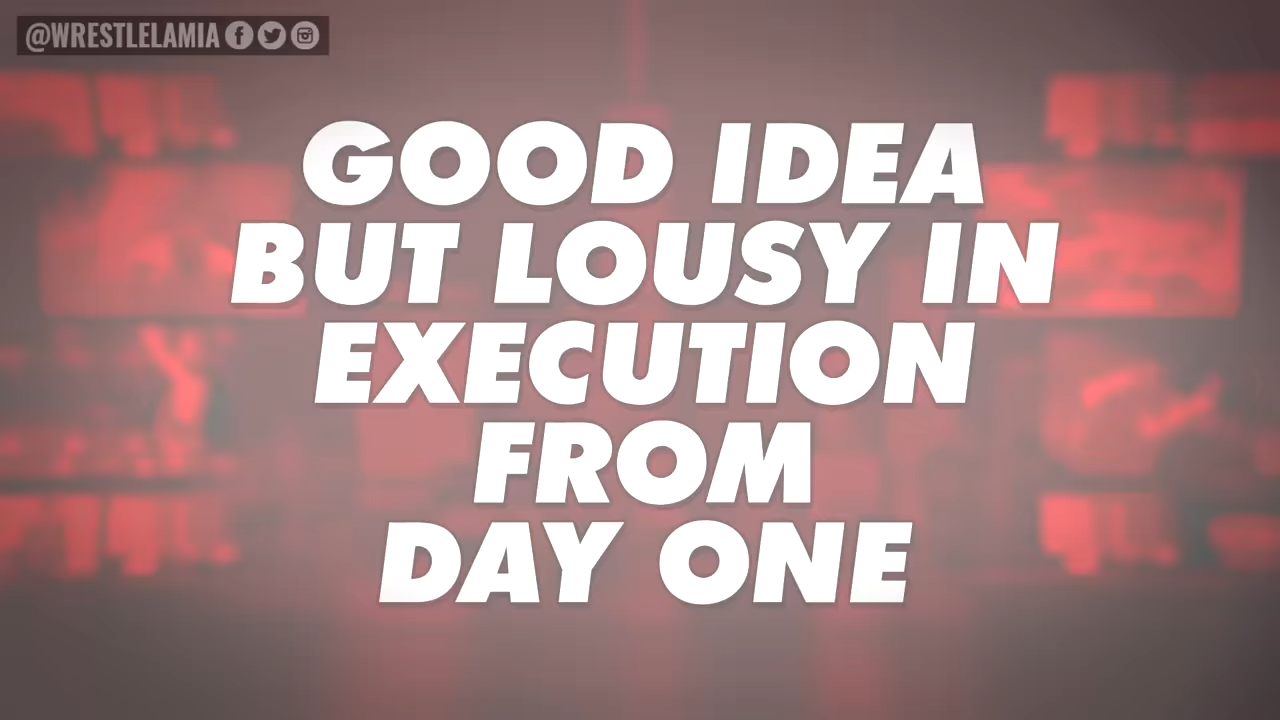 @WRESTLELAMIA
GOOD IDEA
BUT LOUSY IN
EXECUTION
FROM
DAY ONE